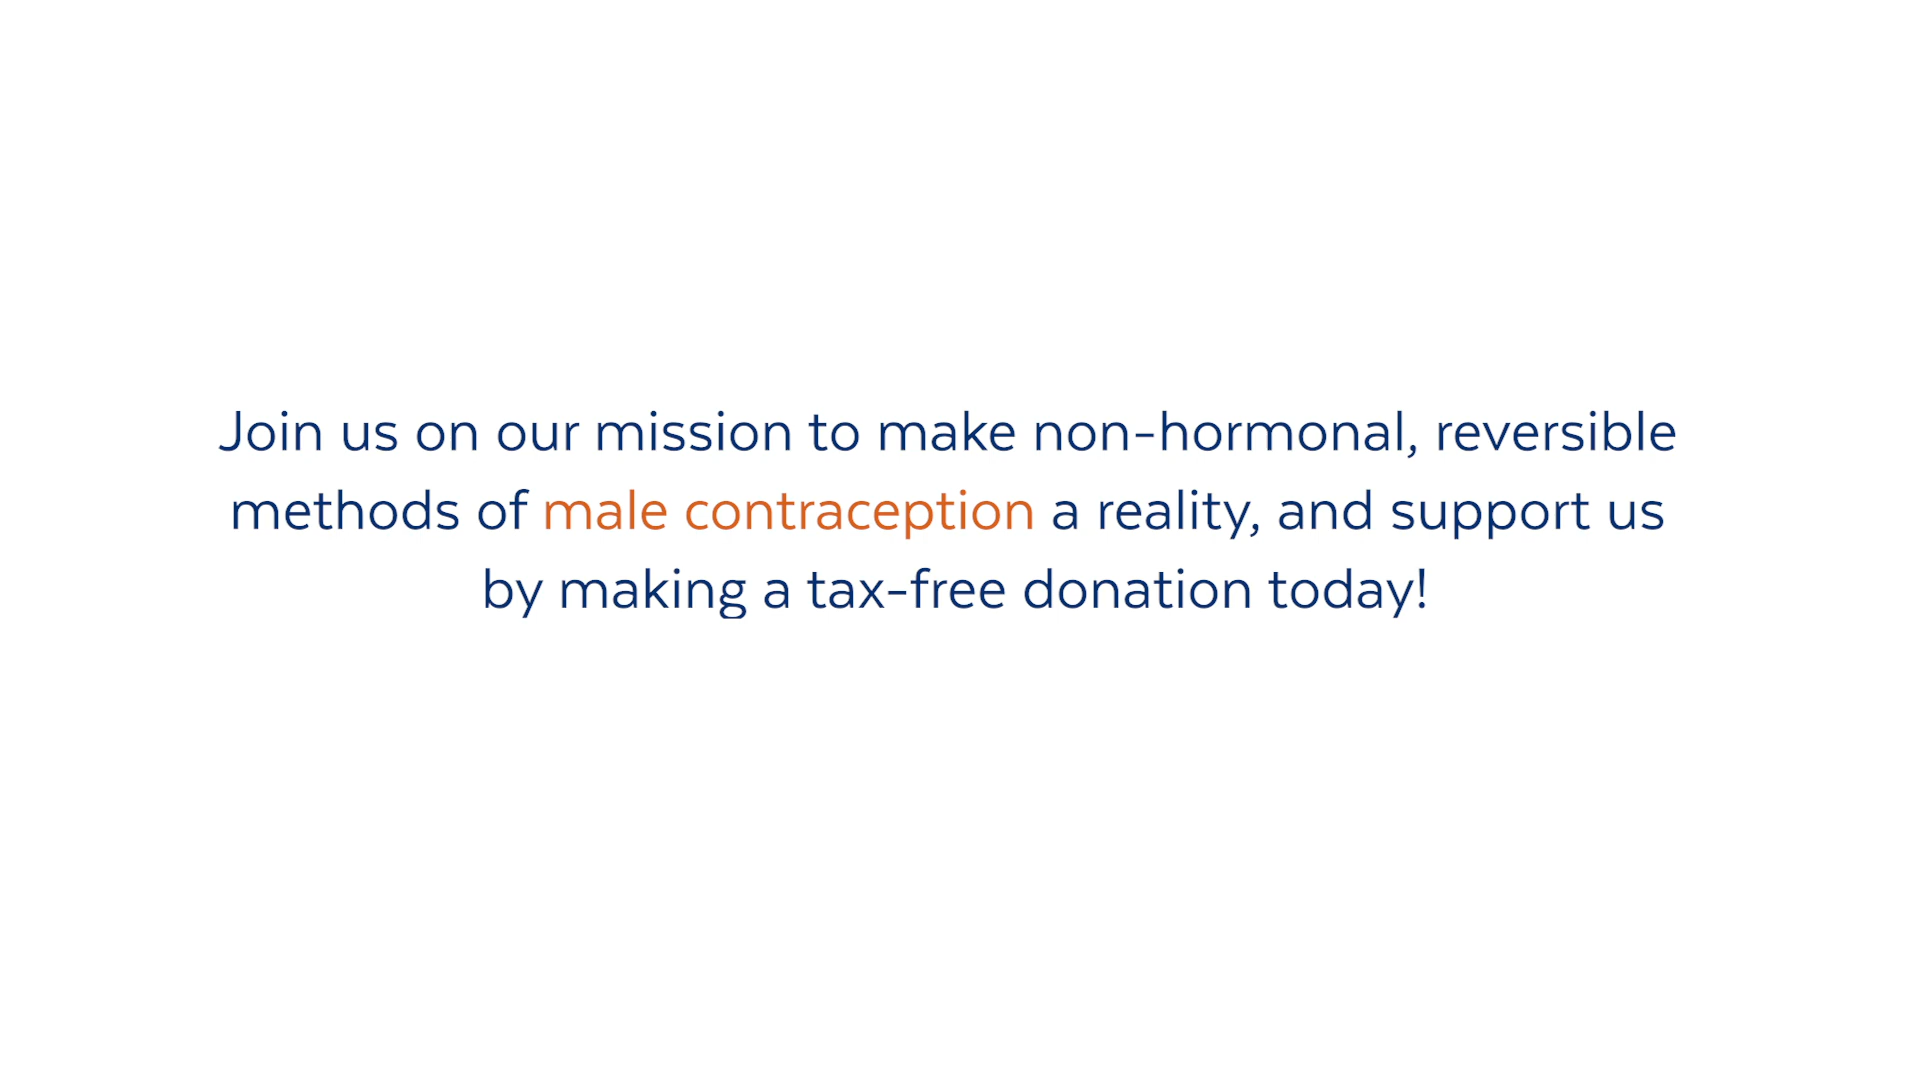 Join us on our mission to make non-hormonal, reversible
methods of male contraception a reality, and support us
by making a tax-free donation today!